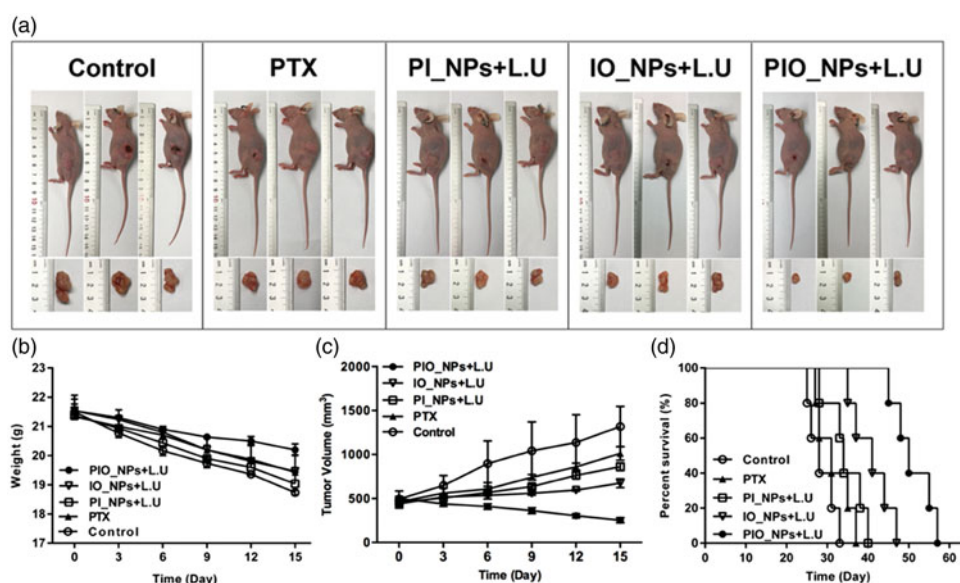 (a)
Control PTX PI_NPs+L.U IO_NPs+L.U PIO_NPs+L.U
(b)
Weight (g)
23
22
21
20
19
18
17
PIO_NPs+L.U
IO_NPs+L.U
PI_NPs+L.U
PTX
Control
0 3 6 9 12 15
Time (Day)
(c)
Tumor Volume (mm³)
2000
1500
1000
500
0
PIO_NPs+L.U
IO_NPs+L.U
PI_NPs+L.U
PTX
Control
0 3 6 9 12 15
Time (Day)
(d)
Percent survival (%)
100
80
60
40
20
0
Control
PTX
PI_NPs+L.U
IO_NPs+L.U
PIO_NPs+L.U
20 30 40 50 60
Time (Day)